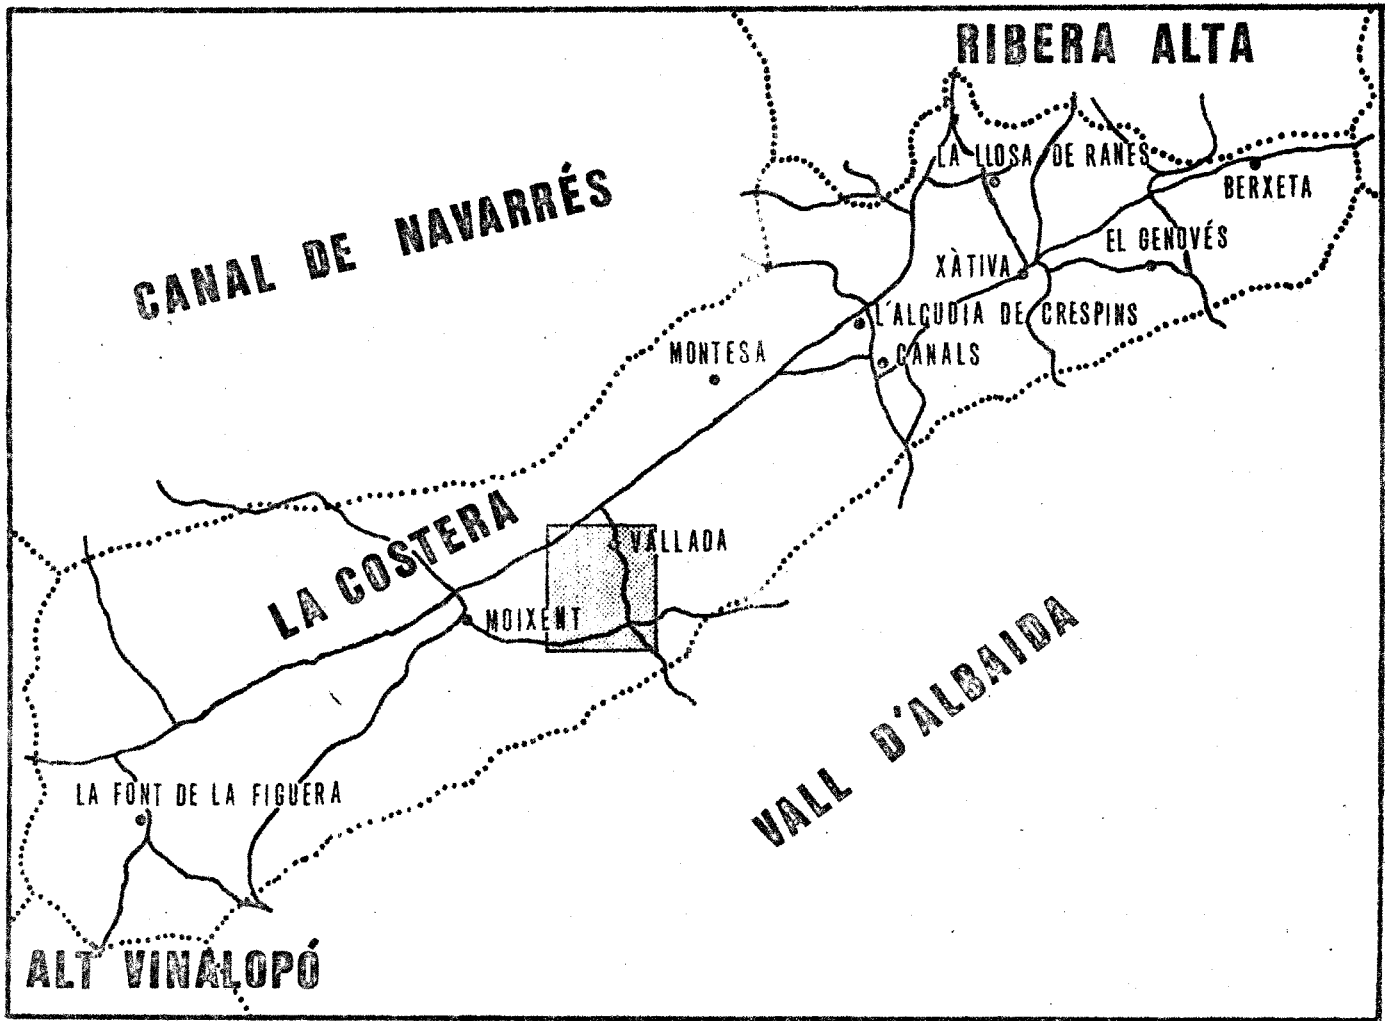 RIBERA ALTA
LA LLOSA DE RANES
BERXETA
CANAL DE NAVARRÉS
EL GENOVÉS
XÀTIVA
L'ALCUDIA DE CRESPINS
MONTESA
CANALS
LA COSTERA
VALLADA
MOIXENT
VALL D'ALBAIDA
LA FONT DE LA FIGUERA
ALT VINALOPÓ